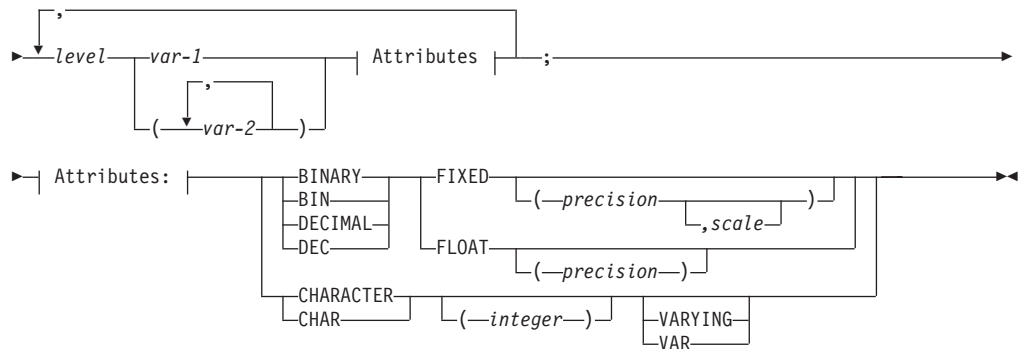 ,
level var-1 Attributes ;
,
( var-2 )
Attributes: BINARY FIXED
BIN ( precision )
DECIMAL ,scale
DEC FLOAT
( precision )
CHARACTER
CHAR ( integer ) VARYING
VAR